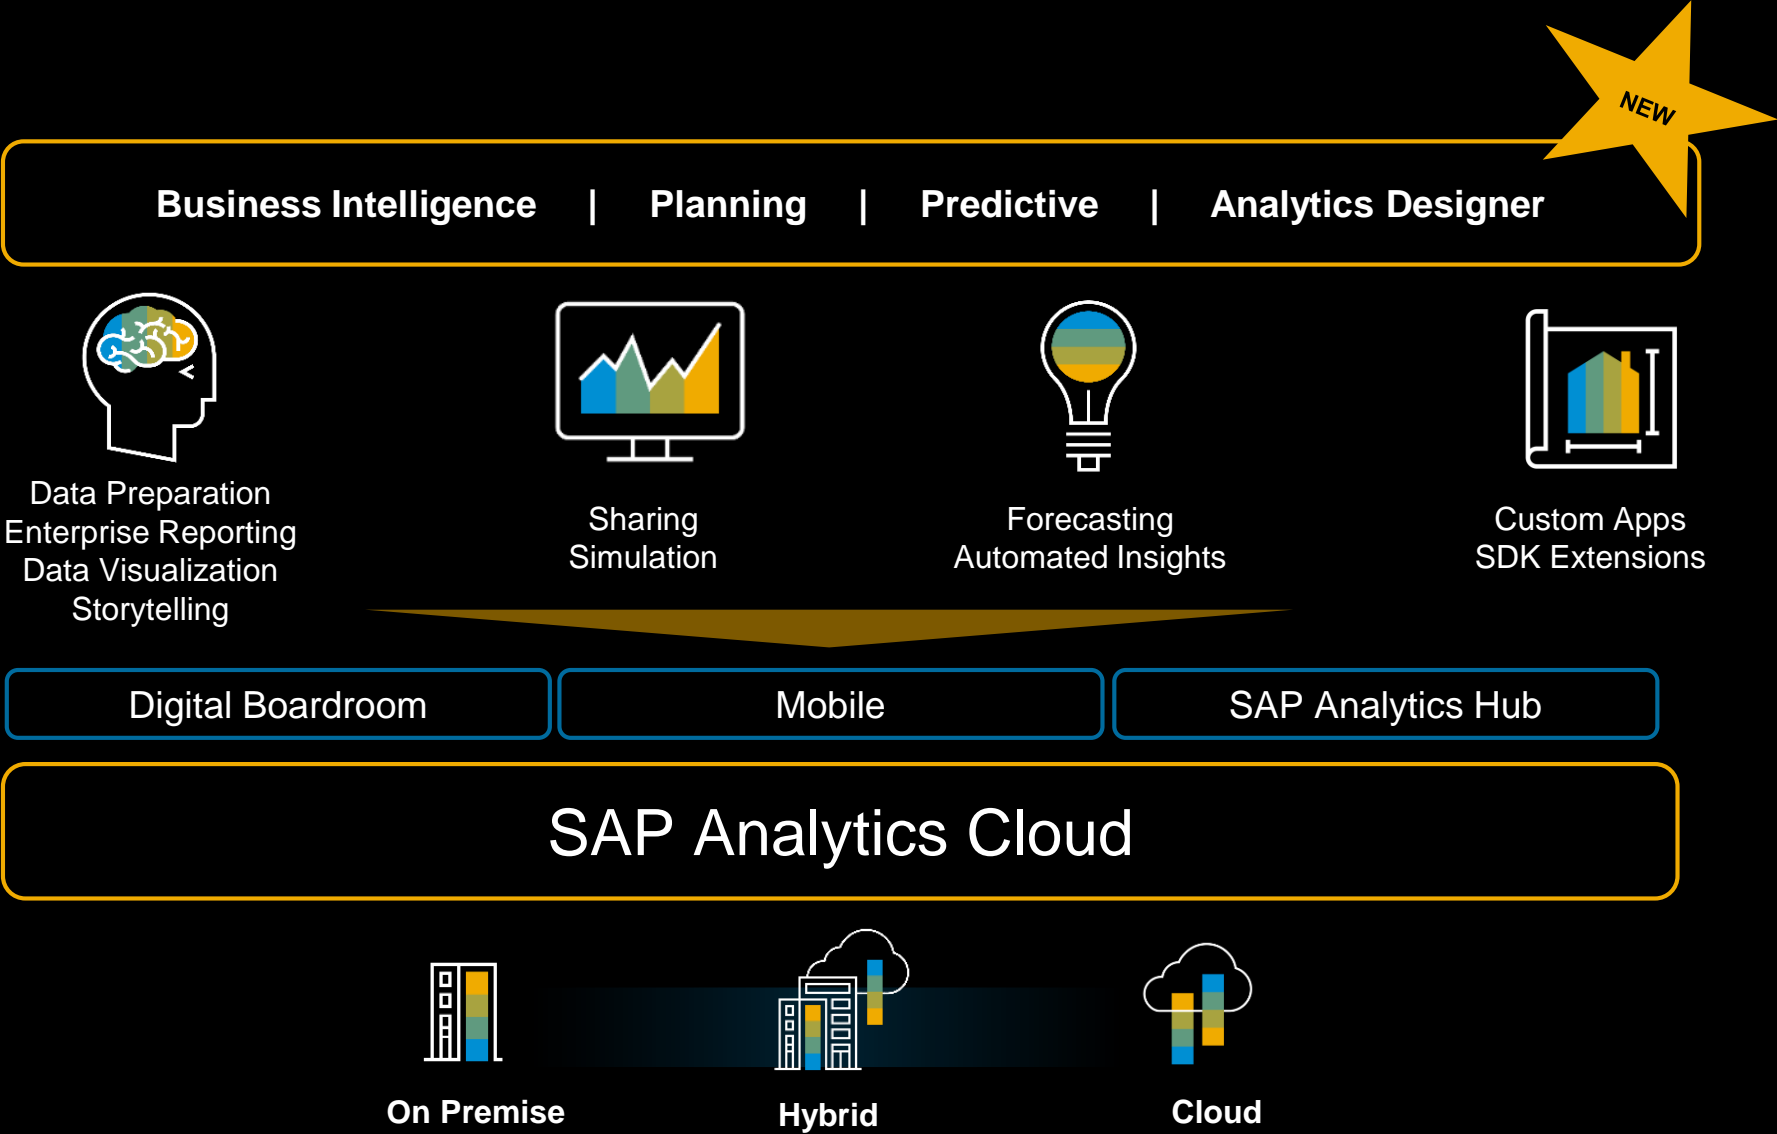 NEW
Business Intelligence | Planning | Predictive | Analytics Designer
Data Preparation
Enterprise Reporting
Data Visualization
Storytelling
Sharing
Simulation
Forecasting
Automated Insights
Custom Apps
SDK Extensions
Digital Boardroom
Mobile
SAP Analytics Hub
SAP Analytics Cloud
On Premise
Hybrid
Cloud